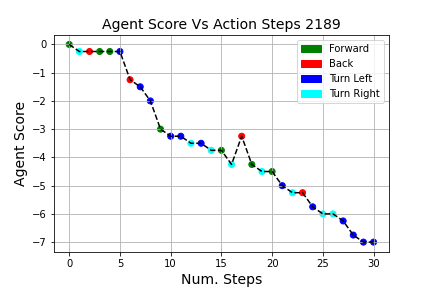 Agent Score Vs Action Steps 2189
Agent Score
0
−1
−2
−3
−4
−5
−6
−7
Forward
Back
Turn Left
Turn Right
0 5 10 15 20 25 30
Num. Steps